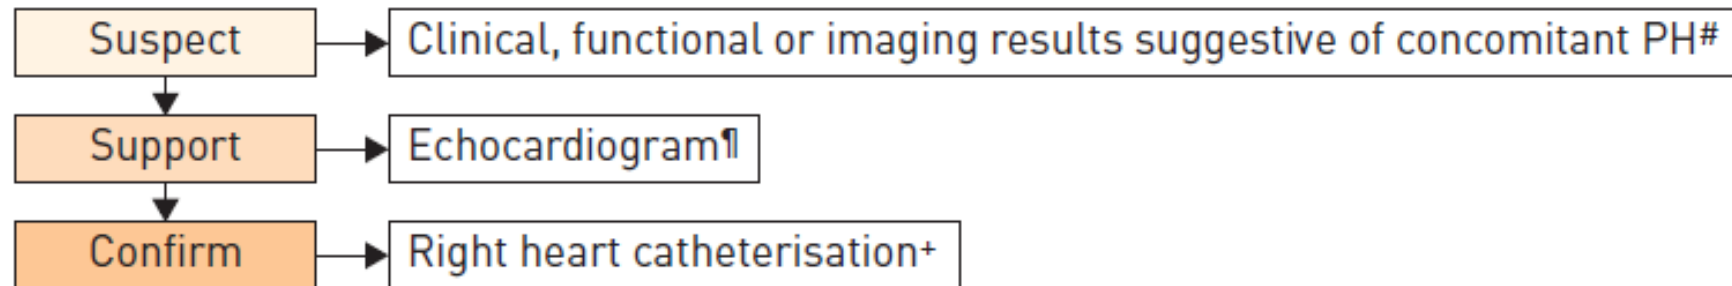 Suspect
Clinical, functional or imaging results suggestive of concomitant PH#
Support
Echocardiogram¶
Confirm
Right heart catheterisation+